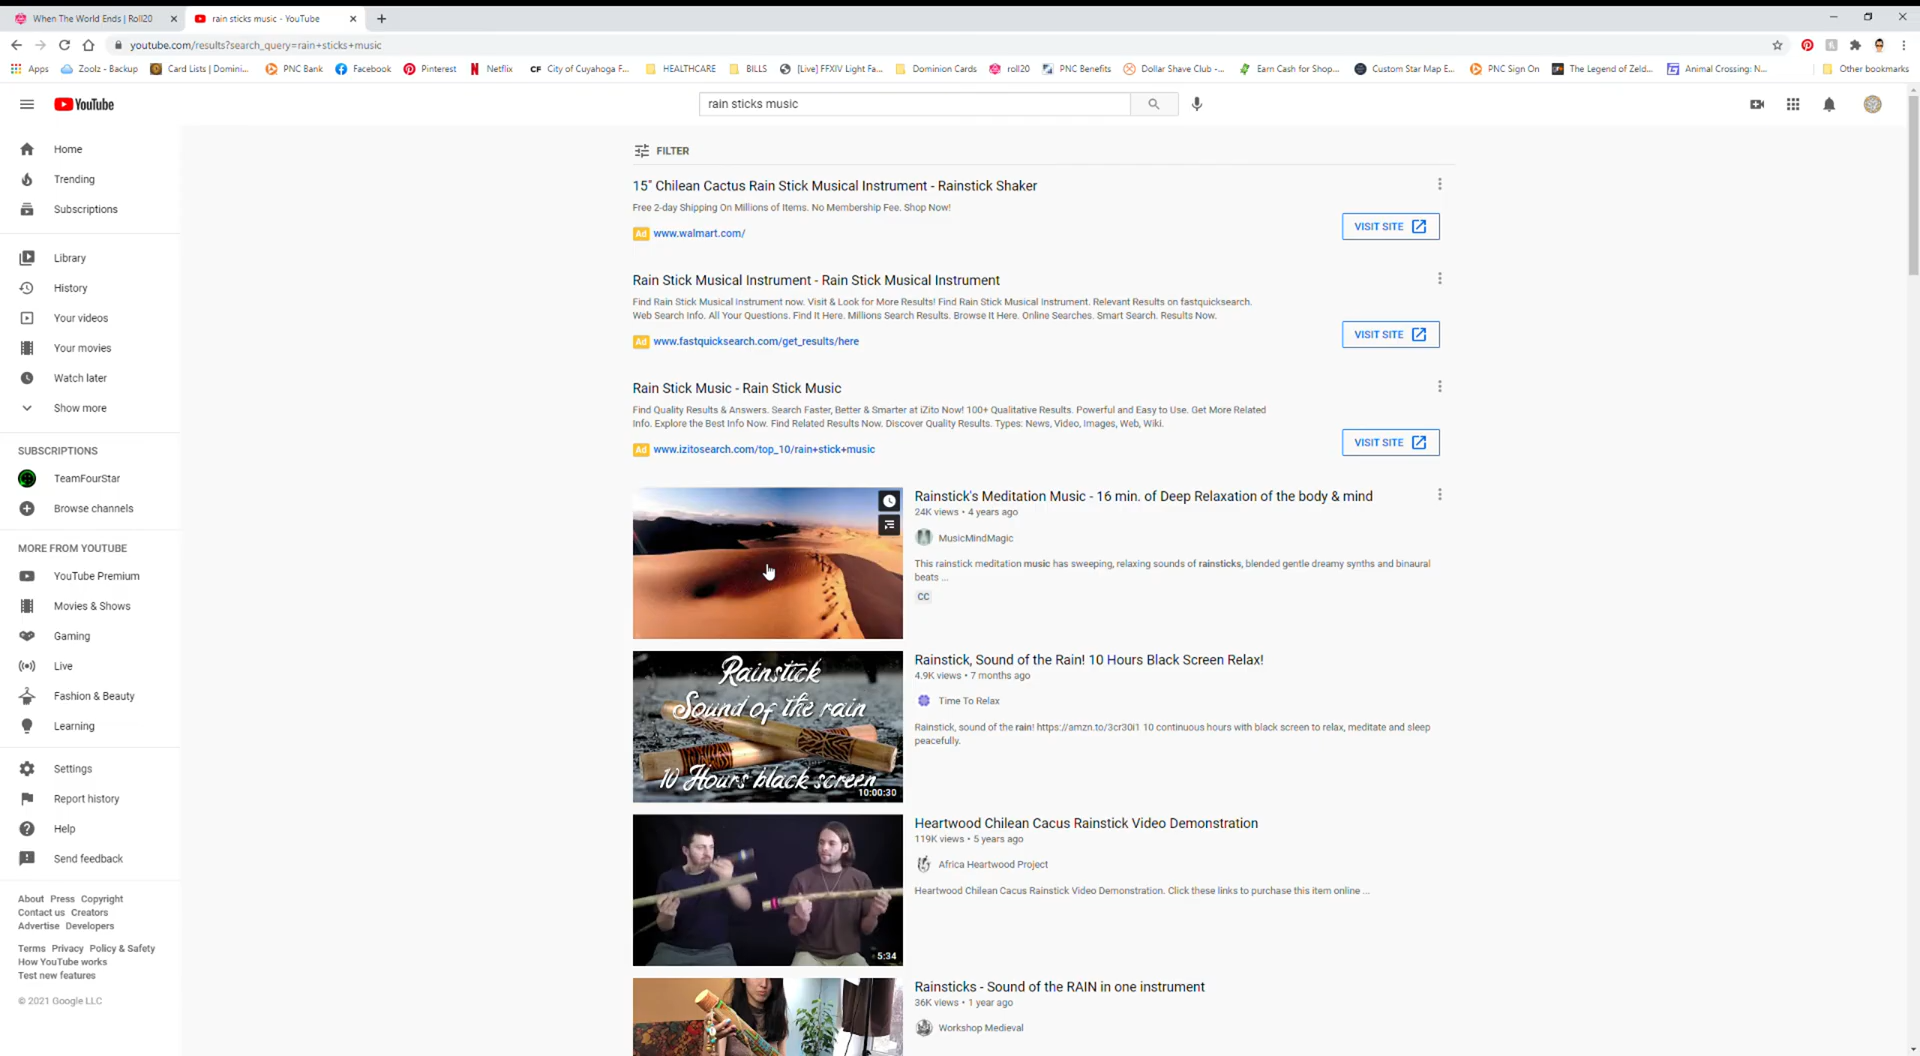 When The World Ends | Roll20
rain sticks music - YouTube
youtube.com/results?search_query=rain+sticks+music
Apps
Zoolz - Backup
Card Lists | Domini...
PNC Bank
Facebook
Pinterest
Netflix
CF City of Cuyahoga F...
HEALTHCARE
BILLS
[Live] FFXIV Light Fa...
Dominion Cards
roll20
PNC Benefits
Dollar Shave Club -...
Earn Cash for Shop...
Custom Star Map E...
PNC Sign On
The Legend of Zeld...
Animal Crossing: N...
Other bookmarks
YouTube
rain sticks music
Home
Trending
Subscriptions
Library
History
Your videos
Your movies
Watch later
Show more
SUBSCRIPTIONS
TeamFourStar
Browse channels
MORE FROM YOUTUBE
YouTube Premium
Movies & Shows
Gaming
Live
Fashion & Beauty
Learning
Settings
Report history
Help
Send feedback
About Press Copyright
Contact us Creators
Advertise Developers
Terms Privacy Policy & Safety
How YouTube works
Test new features
© 2021 Google LLC
FILTER
15" Chilean Cactus Rain Stick Musical Instrument - Rainstick Shaker
Free 2-day Shipping On Millions of Items. No Membership Fee. Shop Now!
Ad www.walmart.com/
VISIT SITE
Rain Stick Musical Instrument - Rain Stick Musical Instrument
Find Rain Stick Musical Instrument now. Visit & Look for More Results! Find Rain Stick Musical Instrument. Relevant Results on fastquicksearch.
Web Search Info. All Your Questions. Find It Here. Millions Search Results. Browse It Here. Online Searches. Smart Search. Results Now.
Ad www.fastquicksearch.com/get_results/here
VISIT SITE
Rain Stick Music - Rain Stick Music
Find Quality Results & Answers. Search Faster, Better & Smarter at iZito Now! 100+ Qualitative Results. Powerful and Easy to Use. Get More Related
Info. Explore the Best Info Now. Find Related Results Now. Discover Quality Results. Types: News, Video, Images, Web, Wiki.
Ad www.izitosearch.com/top_10/rain+stick+music
VISIT SITE
Rainstick's Meditation Music - 16 min. of Deep Relaxation of the body & mind
24K views • 4 years ago
MusicMindMagic
This rainstick meditation music has sweeping, relaxing sounds of rainsticks, blended gentle dreamy synths and binaural
beats ...
CC
Rainstick
Sound of the rain
10 Hours black screen
10:00:30
Rainstick, Sound of the Rain! 10 Hours Black Screen Relax!
4.9K views • 7 months ago
Time To Relax
Rainstick, sound of the rain! https://amzn.to/3cr30I1 10 continuous hours with black screen to relax, meditate and sleep
peacefully.
5:34
Heartwood Chilean Cacus Rainstick Video Demonstration
119K views • 5 years ago
Africa Heartwood Project
Heartwood Chilean Cacus Rainstick Video Demonstration. Click these links to purchase this item online ...
Rainsticks - Sound of the RAIN in one instrument
36K views • 1 year ago
Workshop Medieval